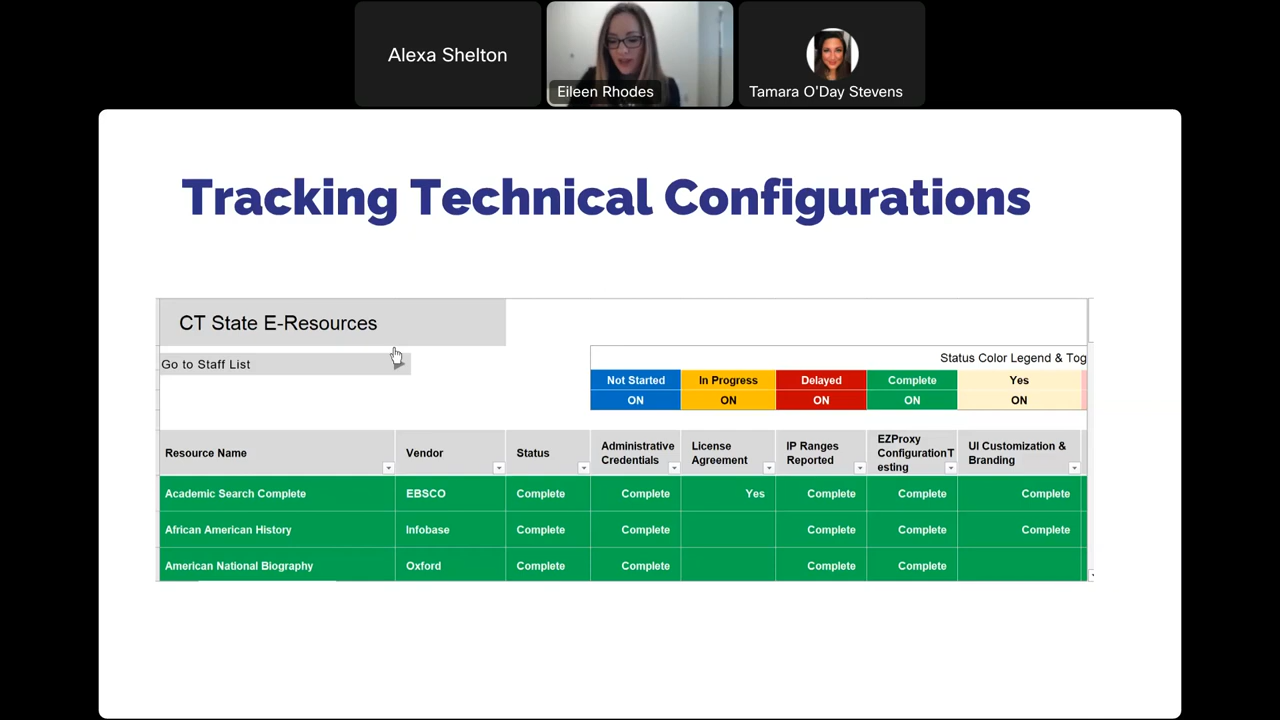 Alexa Shelton
Eileen Rhodes
Tamara O'Day Stevens
Tracking Technical Configurations
CT State E-Resources
Go to Staff List
Status Color Legend & Tog
Not Started In Progress Delayed Complete Yes
ON ON ON ON ON
Resource Name Vendor Status Administrative Credentials License Agreement IP Ranges Reported EZProxy ConfigurationT esting UI Customization & Branding
Academic Search Complete EBSCO Complete Complete Yes Complete Complete Complete
African American History Infobase Complete Complete Complete Complete Complete
American National Biography Oxford Complete Complete Complete Complete